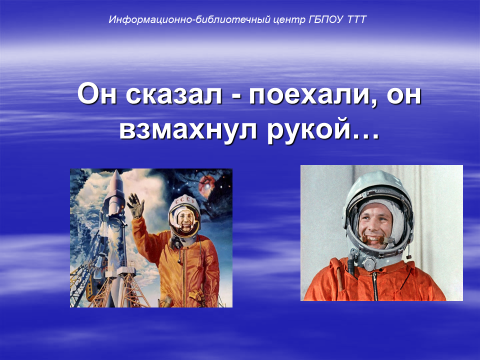 Информационно-библиотечный центр ГБПОУ ТТТ
Он сказал - поехали, он
взмахнул рукой…